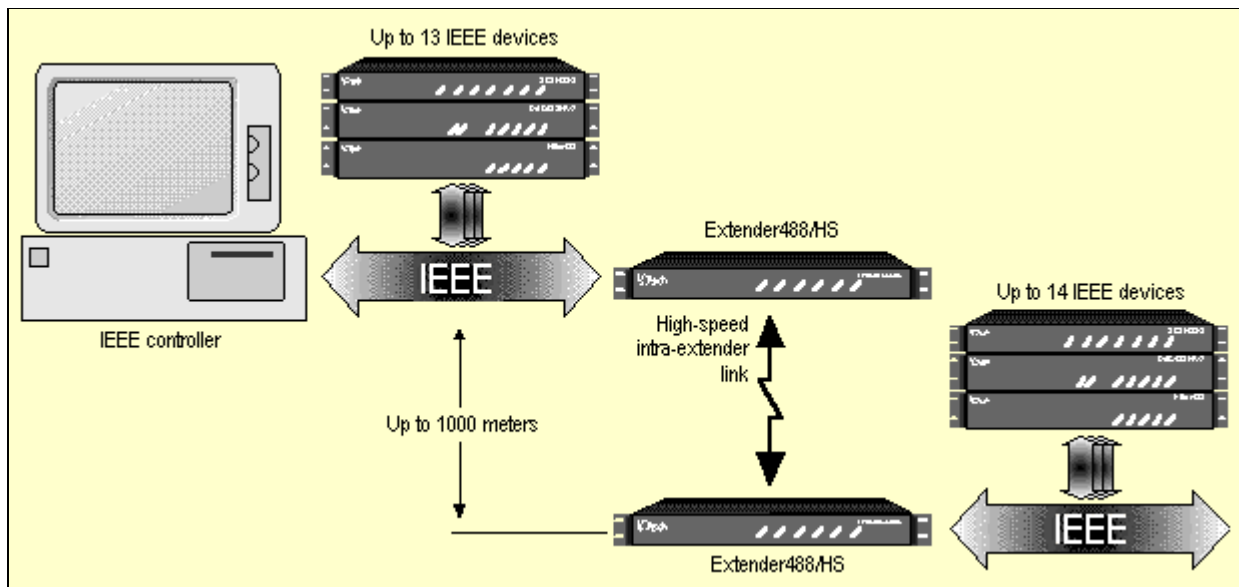 Up to 13 IEEE devices
IEEE
IEEE controller
Extender488/HS
High-speed
intra-extender
link
Up to 14 IEEE devices
Up to 1000 meters
IEEE
Extender488/HS